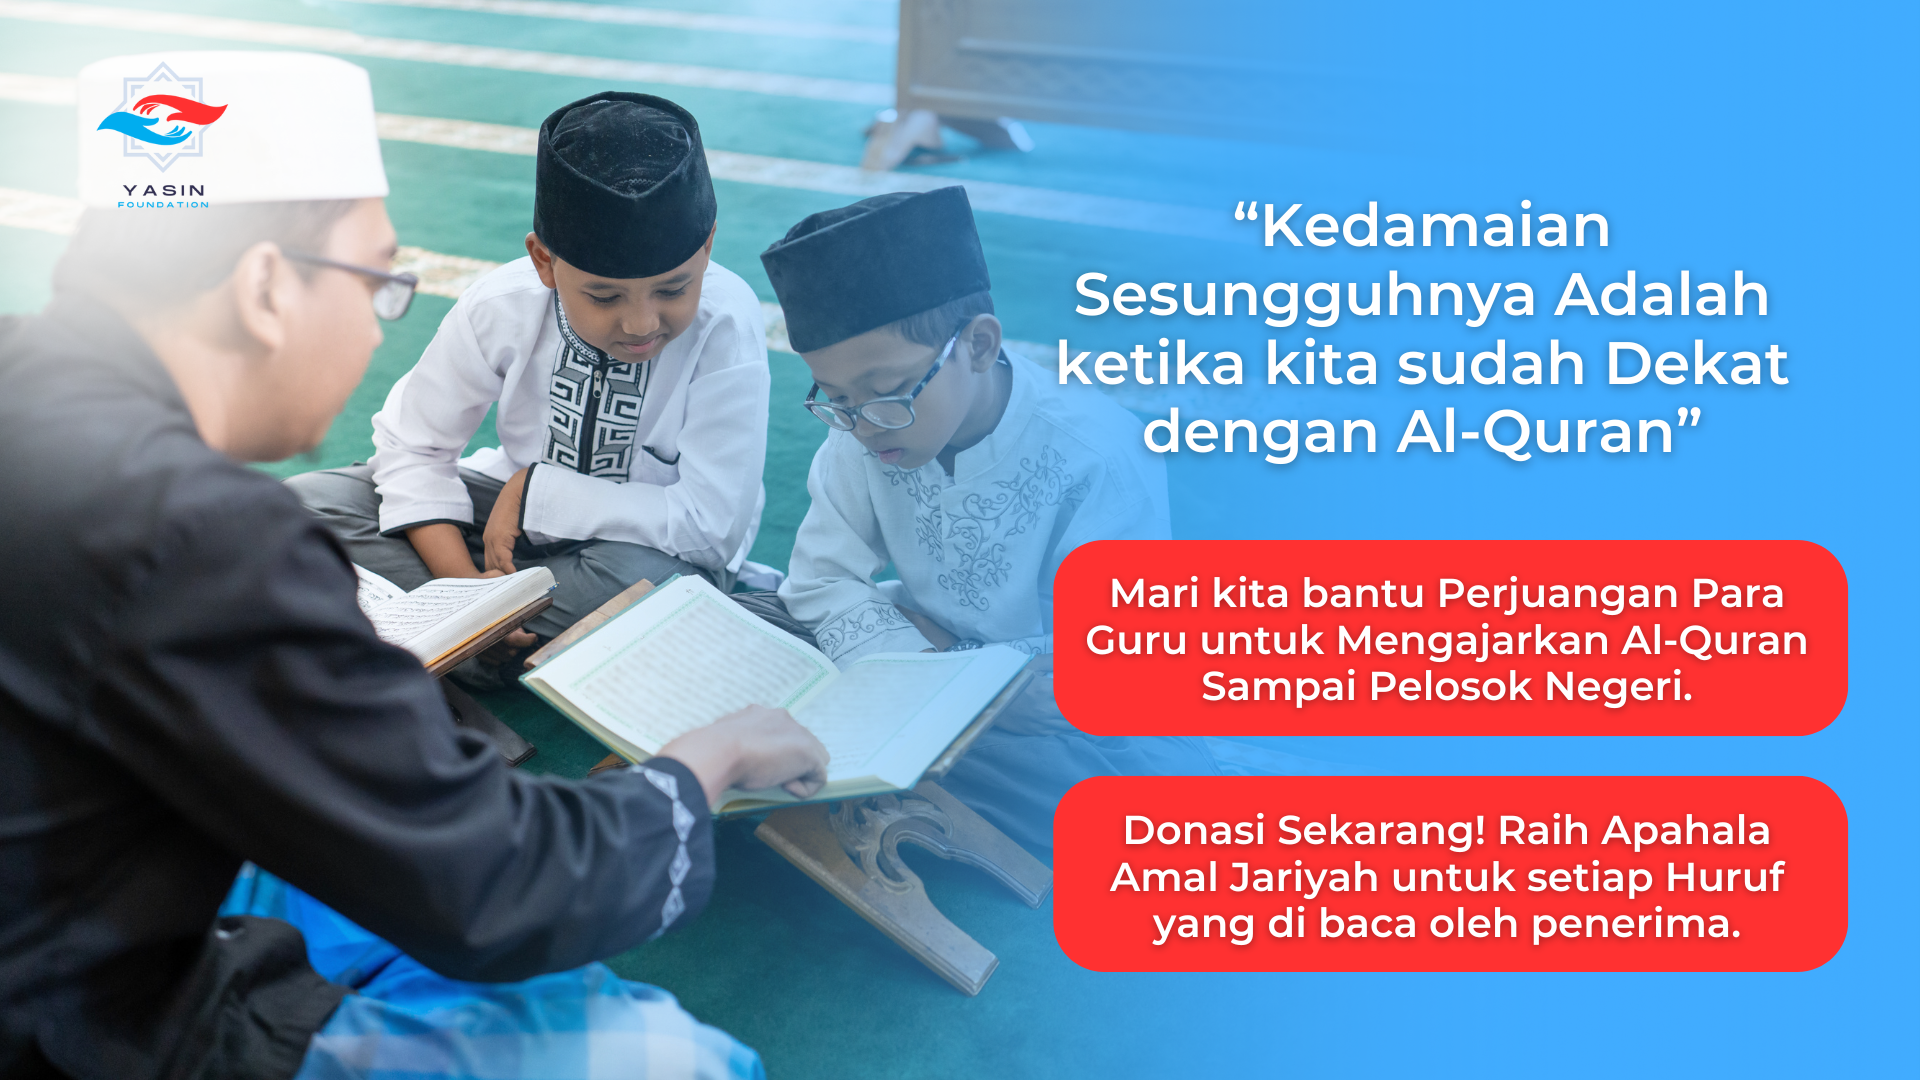 YASIN
FOUNDATION
“Kedamaian
Sesungguhnya Adalah
ketika kita sudah Dekat
dengan Al-Quran”
Mari kita bantu Perjuangan Para
Guru untuk Mengajarkan Al-Quran
Sampai Pelosok Negeri.
Donasi Sekarang! Raih Apahala
Amal Jariyah untuk setiap Huruf
yang di baca oleh penerima.